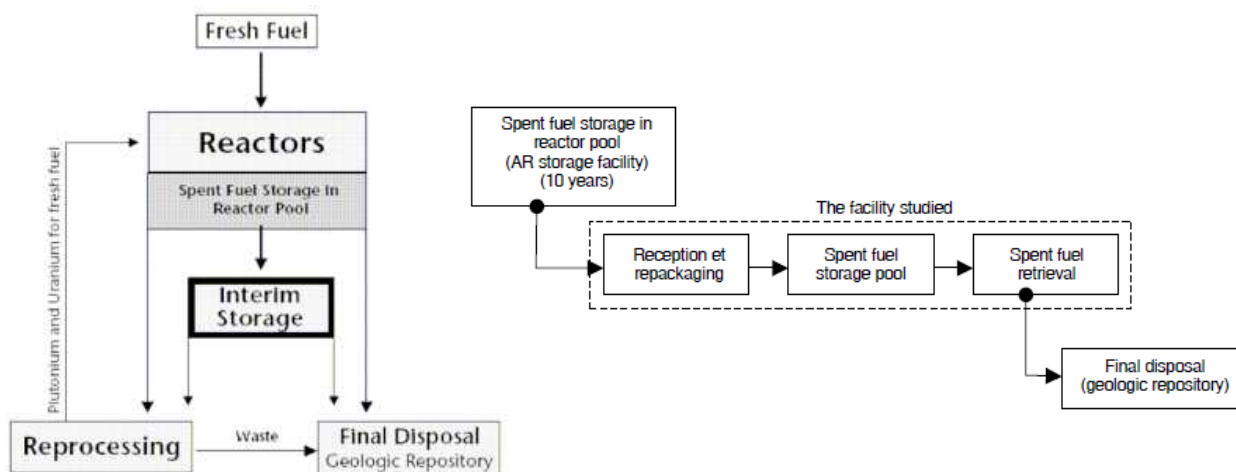 Fresh Fuel
Reactors
Spent Fuel Storage In
Reactor Pool
Interim
Storage
Plutonium and Uranium for fresh fuel
Reprocessing
Waste
Final Disposal
Geologic Repository
Spent fuel storage in
reactor pool
(AR storage facility)
(10 years)
The facility studied
Reception et
repackaging
Spent fuel
storage pool
Spent fuel
retrieval
Final disposal
(geologic repository)